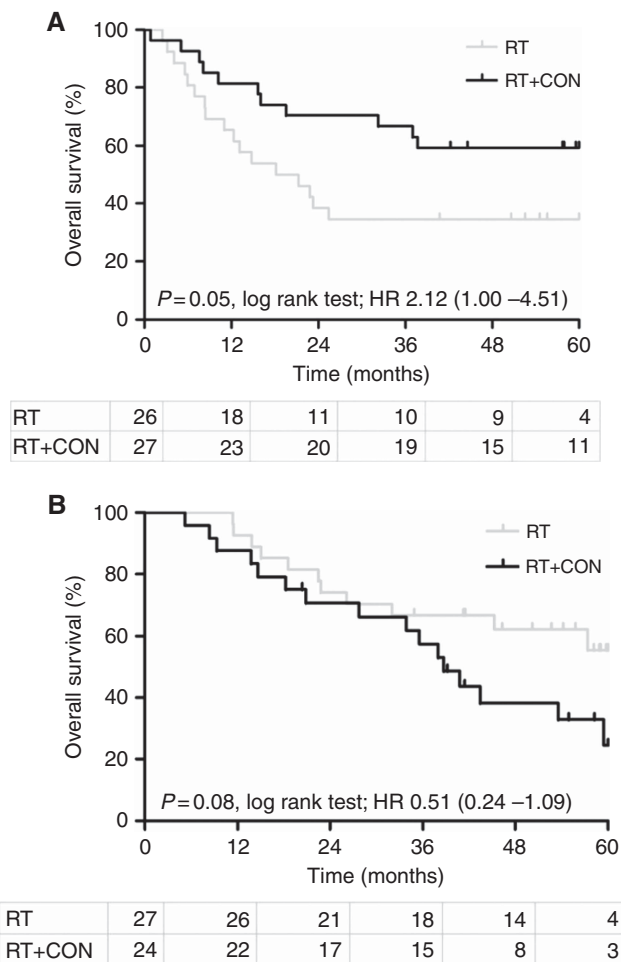 A
100
80
60
40
20
0
Overall survival (%)
RT
RT+CON
P = 0.05, log rank test; HR 2.12 (1.00 –4.51)
0 12 24 36 48 60
Time (months)
RT 26 18 11 10 9 4
RT+CON 27 23 20 19 15 11
B
100
80
60
40
20
0
Overall survival (%)
RT
RT+CON
P = 0.08, log rank test; HR 0.51 (0.24 –1.09)
0 12 24 36 48 60
Time (months)
RT 27 26 21 18 14 4
RT+CON 24 22 17 15 8 3